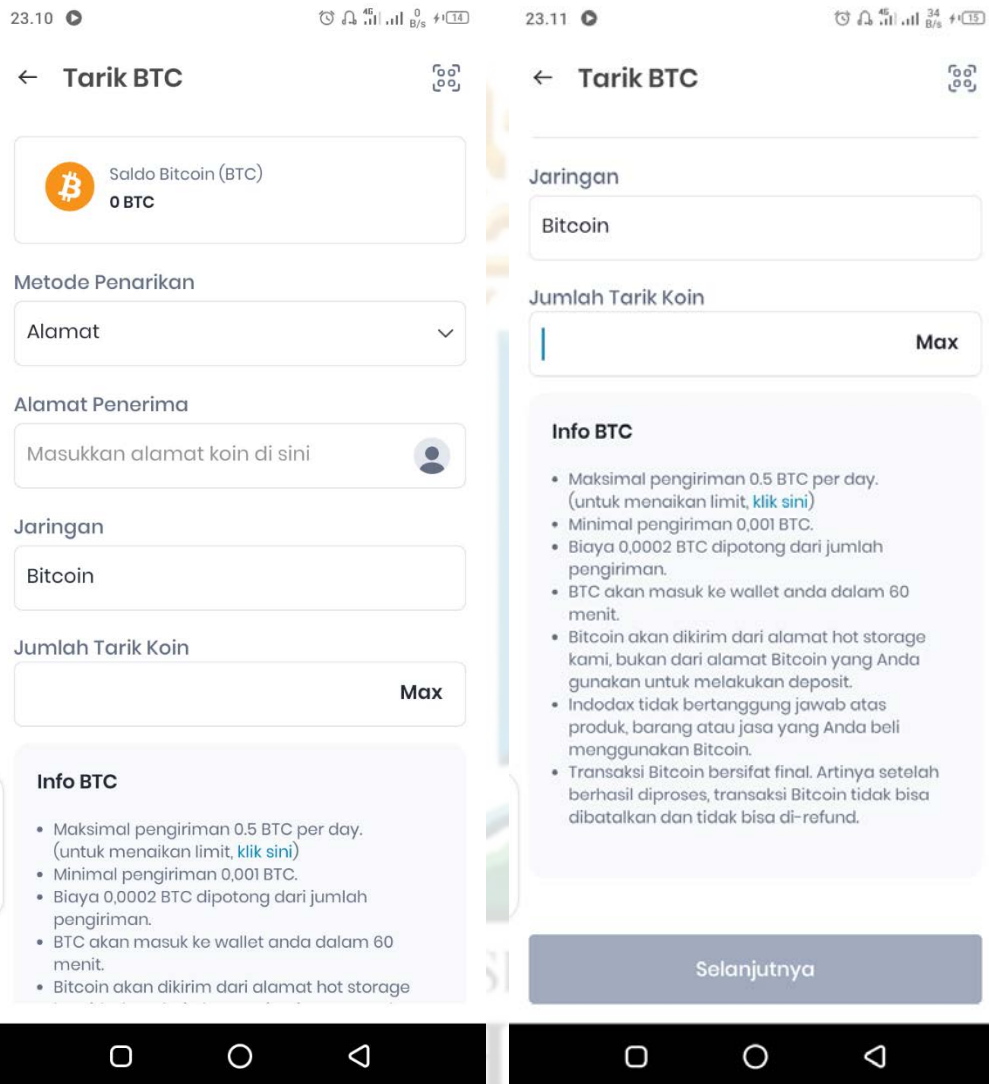 23.10
4G
0
B/s
14
Tarik BTC
Saldo Bitcoin (BTC)
0 BTC
Metode Penarikan
Alamat
Alamat Penerima
Masukkan alamat koin di sini
Jaringan
Bitcoin
Jumlah Tarik Koin
Max
Info BTC
• Maksimal pengiriman 0.5 BTC per day.
(untuk menaikan limit, klik sini)
• Minimal pengiriman 0,001 BTC.
• Biaya 0,0002 BTC dipotong dari jumlah
pengiriman.
• BTC akan masuk ke wallet anda dalam 60
menit.
• Bitcoin akan dikirim dari alamat hot storage
23.11
4G
34
B/s
15
Tarik BTC
Jaringan
Bitcoin
Jumlah Tarik Koin
Max
Info BTC
• Maksimal pengiriman 0.5 BTC per day.
(untuk menaikan limit, klik sini)
• Minimal pengiriman 0,001 BTC.
• Biaya 0,0002 BTC dipotong dari jumlah
pengiriman.
• BTC akan masuk ke wallet anda dalam 60
menit.
• Bitcoin akan dikirim dari alamat hot storage
kami, bukan dari alamat Bitcoin yang Anda
gunakan untuk melakukan deposit.
• Indodax tidak bertanggung jawab atas
produk, barang atau jasa yang Anda beli
menggunakan Bitcoin.
• Transaksi Bitcoin bersifat final. Artinya setelah
berhasil diproses, transaksi Bitcoin tidak bisa
dibatalkan dan tidak bisa di-refund.
Selanjutnya